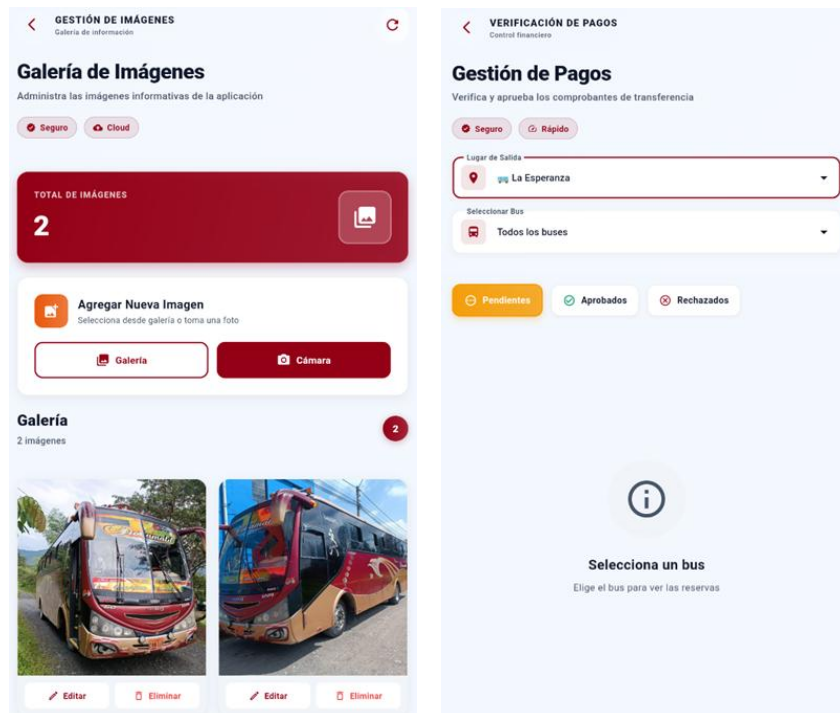 GESTIÓN DE IMÁGENES
Galería de información
Galería de Imágenes
Administra las imágenes informativas de la aplicación
Seguro
Cloud
TOTAL DE IMÁGENES
2
Agregar Nueva Imagen
Selecciona desde galería o toma una foto
Galería
Cámara
Galería
2
2 imágenes
Editar
Eliminar
Editar
Eliminar
VERIFICACIÓN DE PAGOS
Control financiero
Gestión de Pagos
Verifica y aprueba los comprobantes de transferencia
Seguro
Rápido
Lugar de Salida
La Esperanza
Seleccionar Bus
Todos los buses
Pendientes
Aprobados
Rechazados
Selecciona un bus
Elige el bus para ver las reservas